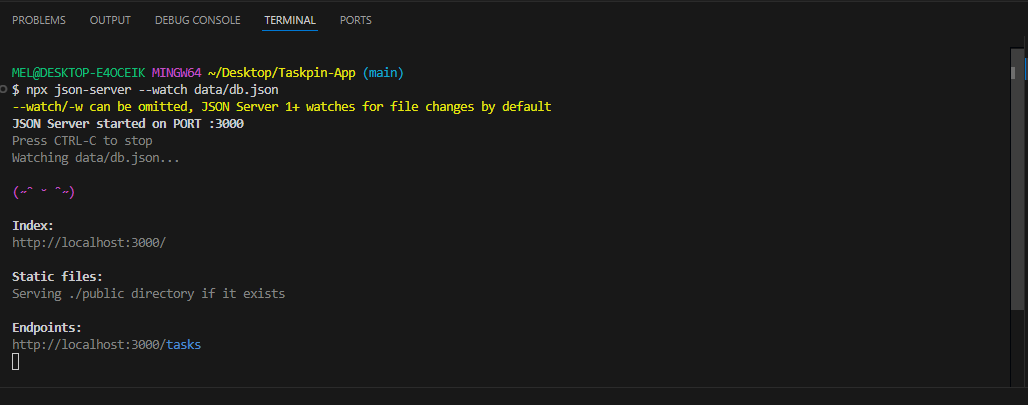 PROBLEMS OUTPUT DEBUG CONSOLE TERMINAL PORTS
MEL@DESKTOP-E4OCEIK MINGW64 ~/Desktop/Taskpin-App (main)
$ npx json-server --watch data/db.json
--watch/-w can be omitted, JSON Server 1+ watches for file changes by default
JSON Server started on PORT :3000
Press CTRL-C to stop
Watching data/db.json...
(˶ᵔ ᵕ ᵔ˶)
Index:
http://localhost:3000/
Static files:
Serving ./public directory if it exists
Endpoints:
http://localhost:3000/tasks